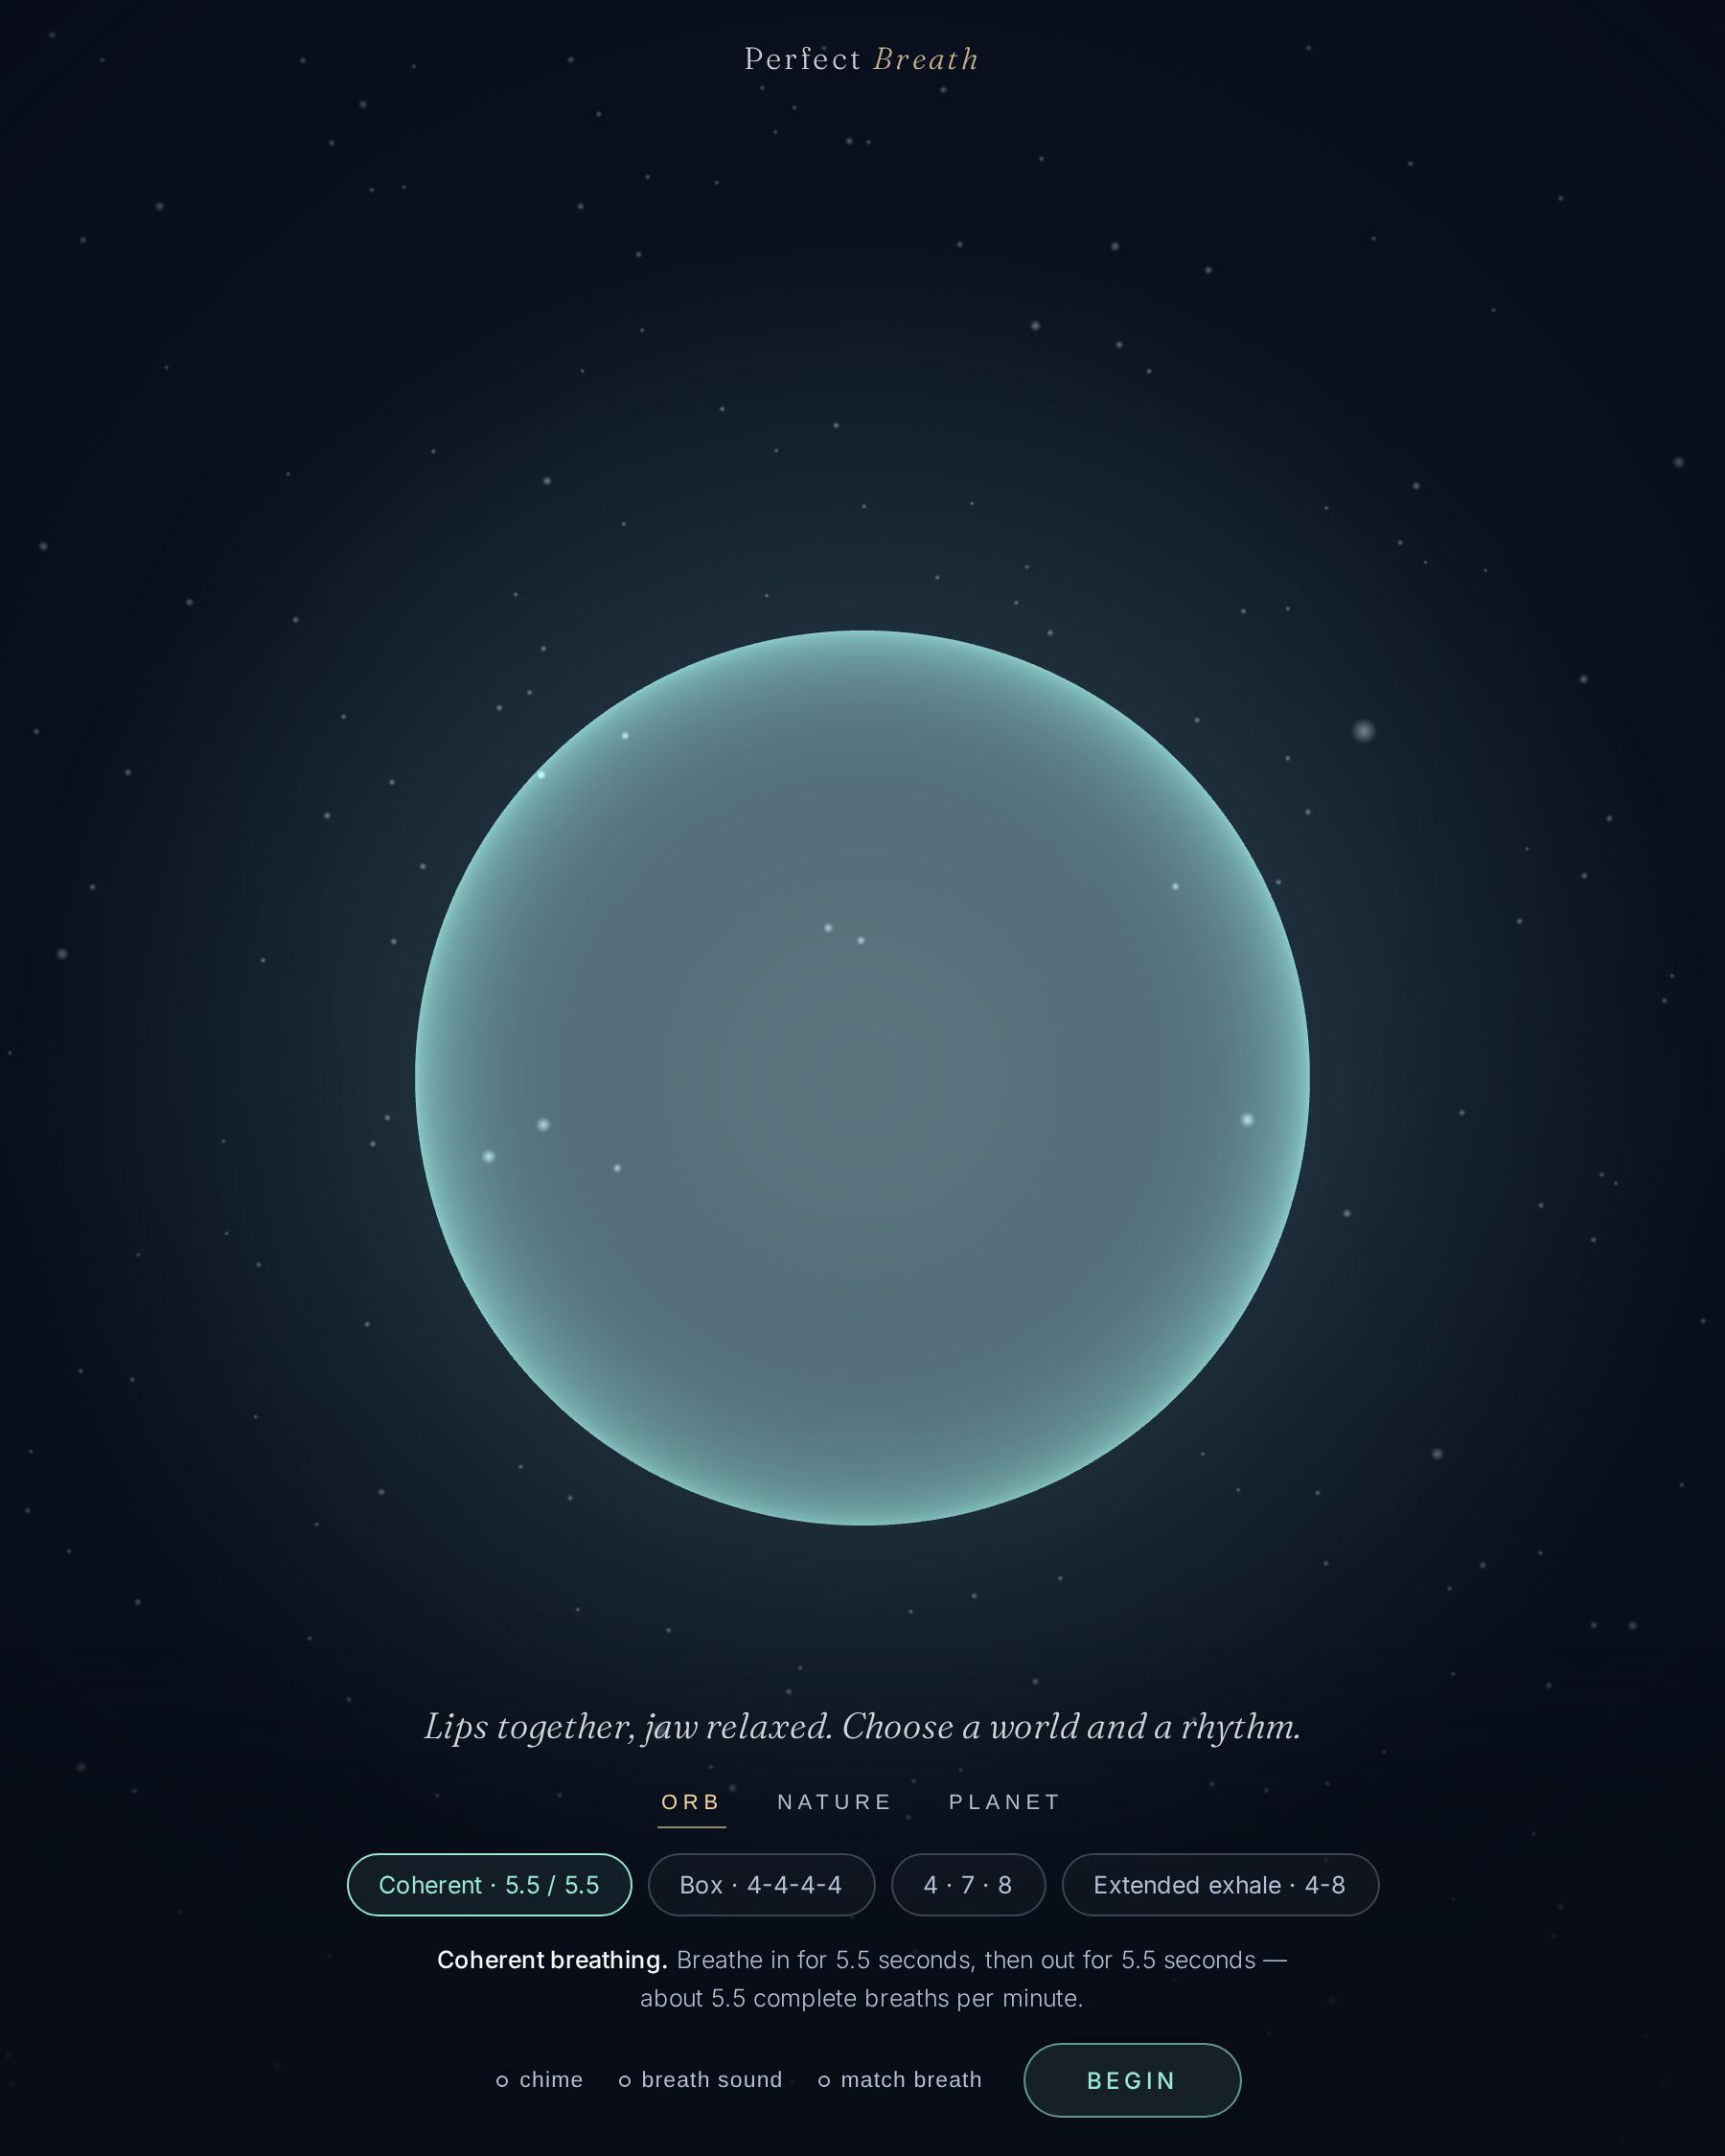 Perfect Breath
Lips together, jaw relaxed. Choose a world and a rhythm.
ORB NATURE PLANET
Coherent · 5.5 / 5.5 Box · 4-4-4-4 4 · 7 · 8 Extended exhale · 4-8
Coherent breathing. Breathe in for 5.5 seconds, then out for 5.5 seconds —
about 5.5 complete breaths per minute.
chime breath sound match breath BEGIN